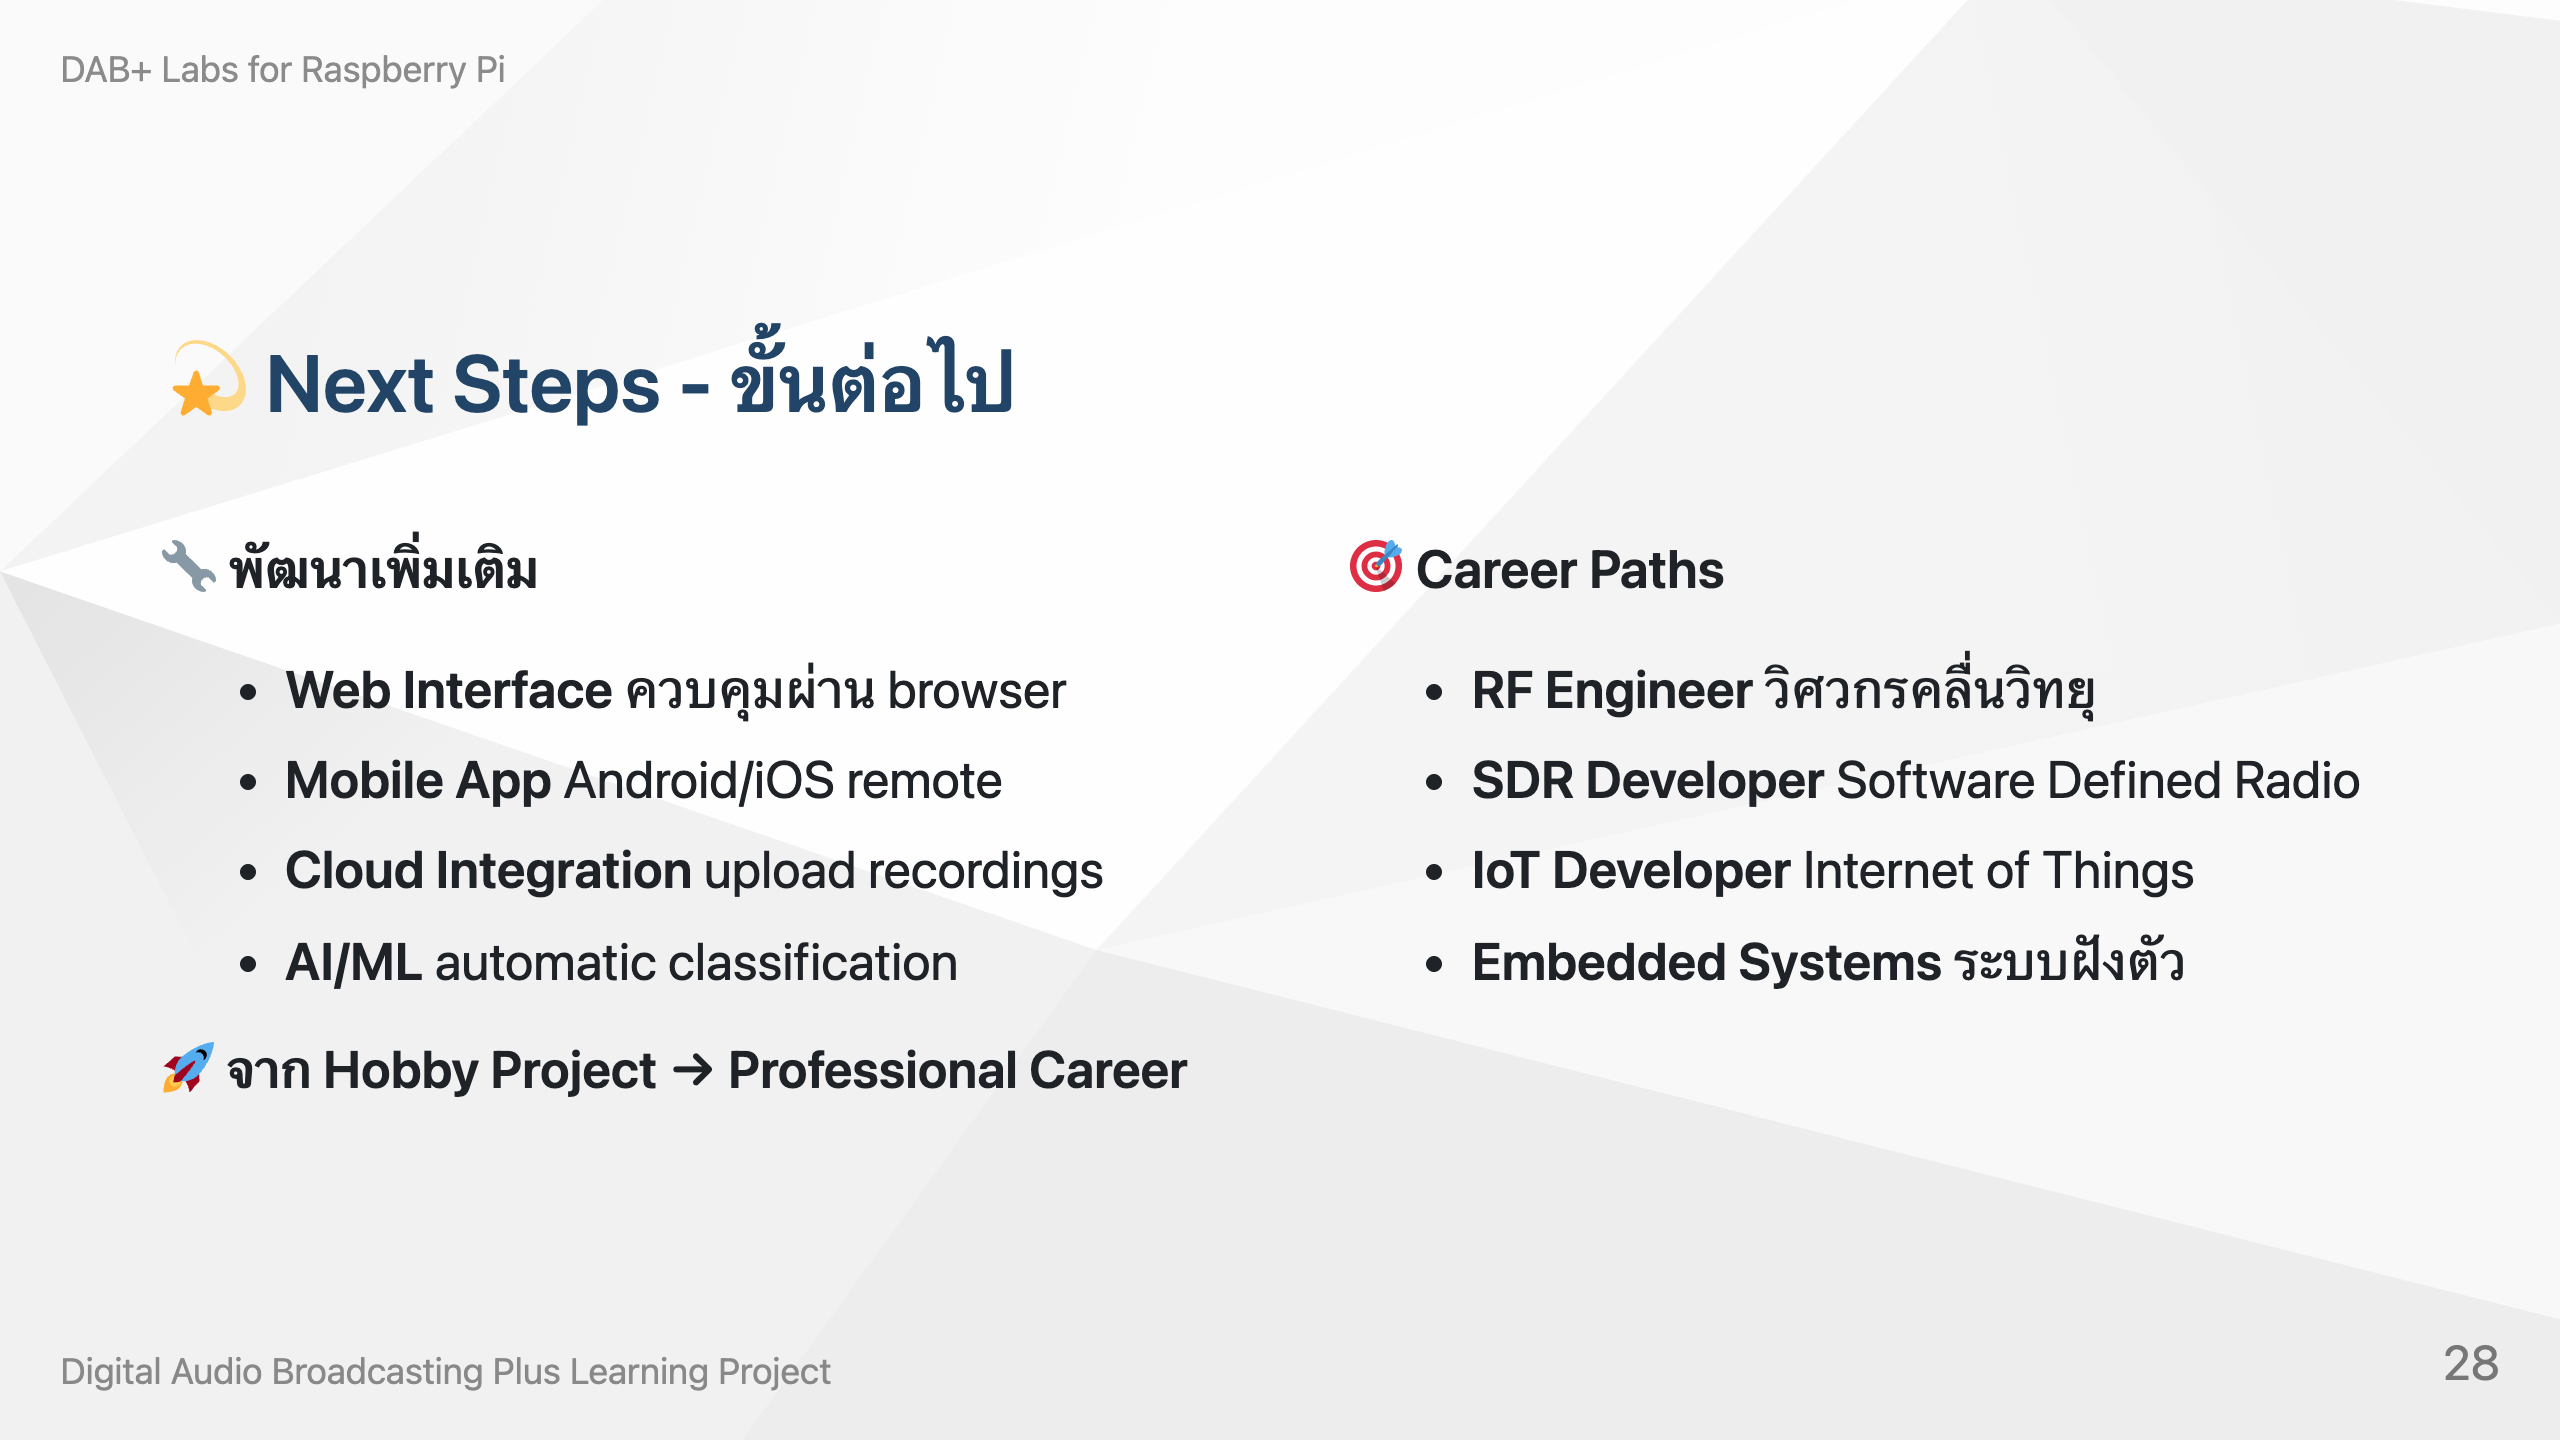 DAB+ Labs for Raspberry Pi
💫 Next Steps - ขั้นต่อไป
🔧 พัฒนาเพิ่มเติม
• Web Interface ควบคุมผ่าน browser
• Mobile App Android/iOS remote
• Cloud Integration upload recordings
• AI/ML automatic classification
🚀 จาก Hobby Project → Professional Career
🎯 Career Paths
• RF Engineer วิศวกรคลื่นวิทยุ
• SDR Developer Software Defined Radio
• IoT Developer Internet of Things
• Embedded Systems ระบบฝังตัว
Digital Audio Broadcasting Plus Learning Project
28